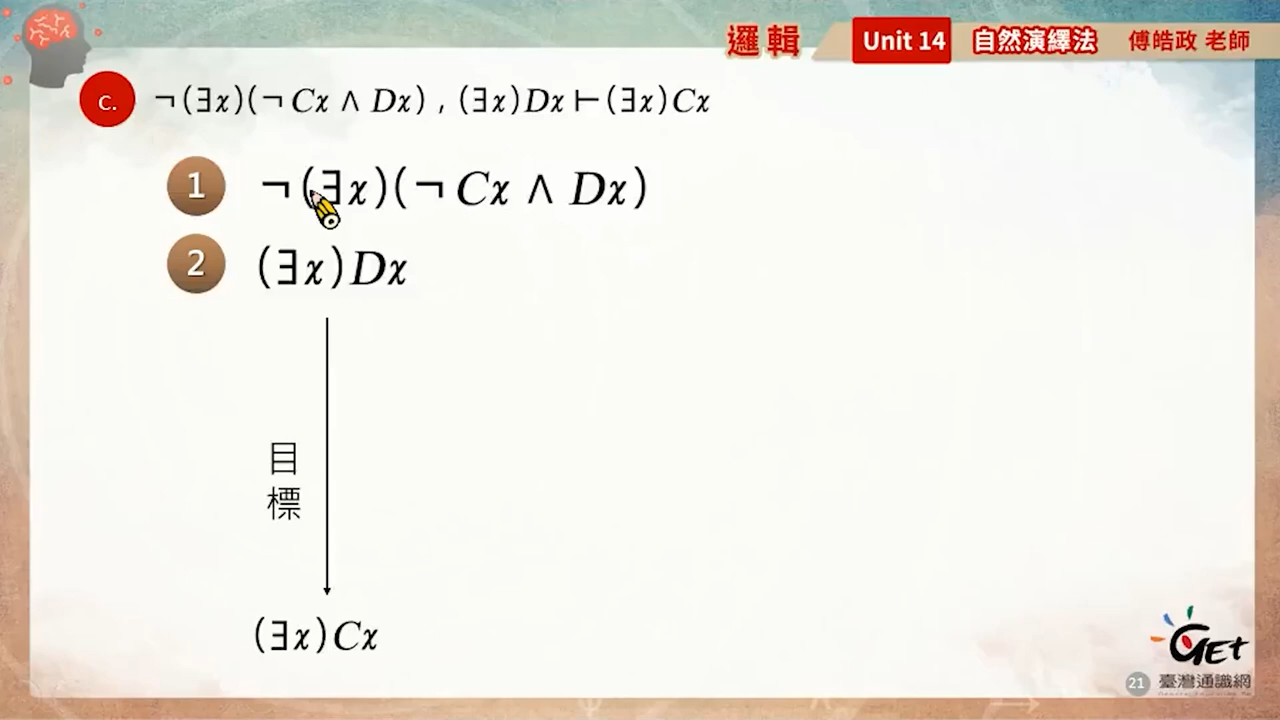 邏輯 Unit 14 自然演繹法 傅皓政 老師
c. ¬(∃x)(¬Cx ∧ Dx) , (∃x)Dx ⊢ (∃x)Cx
1 ¬(∃x)(¬Cx ∧ Dx)
2 (∃x)Dx
目
標
(∃x)Cx
GEt
21 臺灣通識網